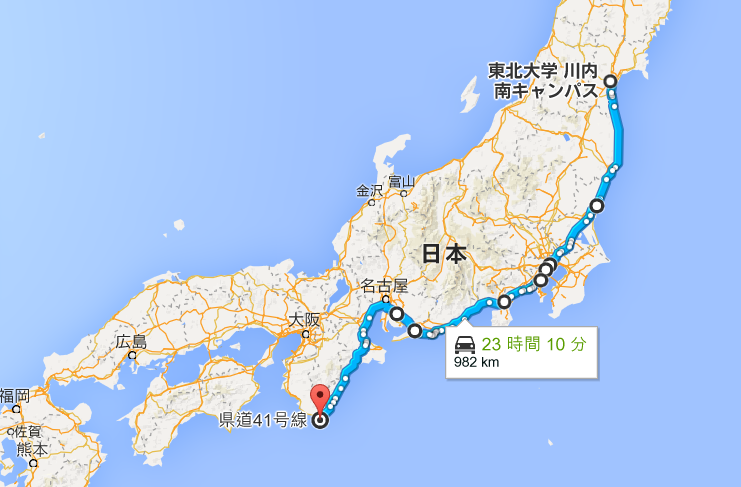 東北大学 川内
南キャンパス
富山
金沢
日本
名古屋
大阪
23 時間 10 分
982 km
広島
県道41号線
福岡
佐賀
熊本